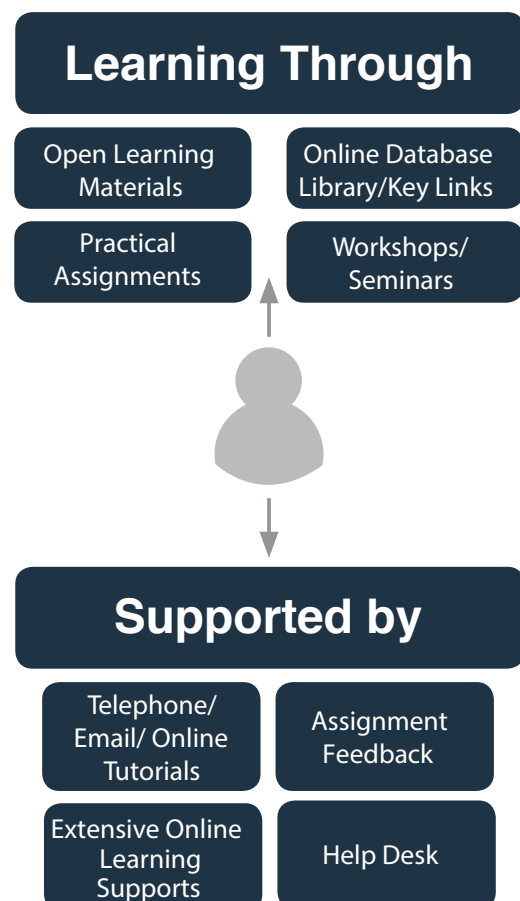 Learning Through
Open Learning
Materials
Online Database
Library/Key Links
Practical
Assignments
Workshops/
Seminars
Supported by
Telephone/
Email/ Online
Tutorials
Assignment
Feedback
Extensive Online
Learning
Supports
Help Desk